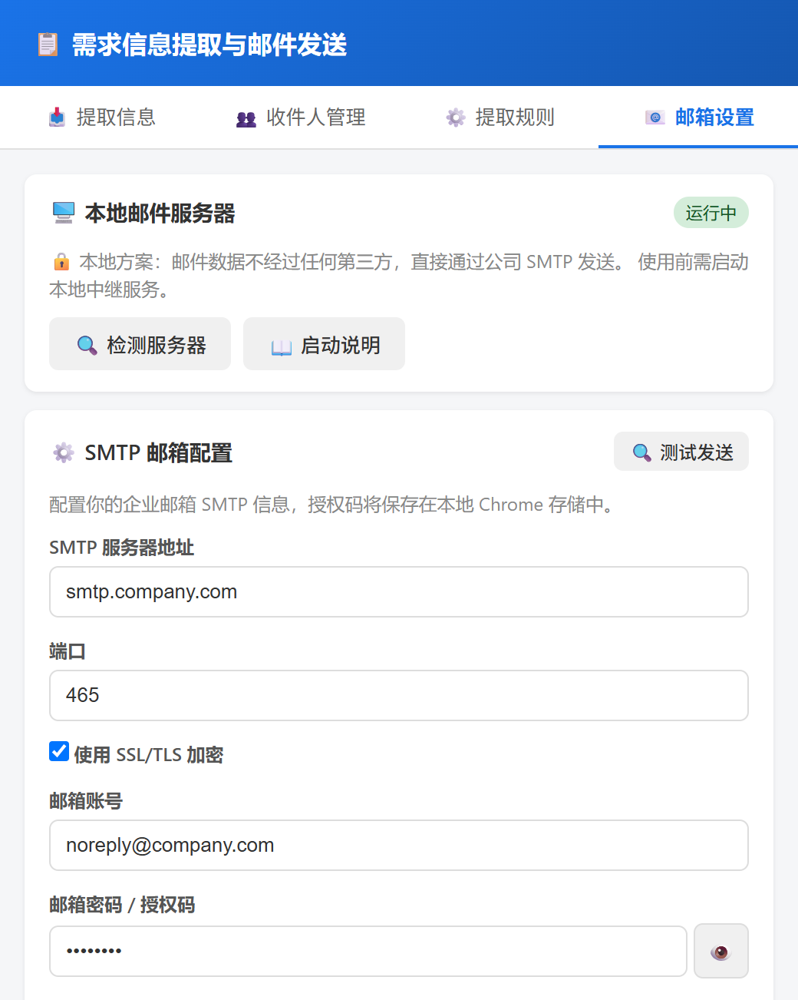 需求信息提取与邮件发送
提取信息
收件人管理
提取规则
邮箱设置
本地邮件服务器
运行中
本地方案：邮件数据不经过任何第三方，直接通过公司 SMTP 发送。 使用前需启动
本地中继服务。
检测服务器
启动说明
SMTP 邮箱配置
测试发送
配置你的企业邮箱 SMTP 信息，授权码将保存在本地 Chrome 存储中。
SMTP 服务器地址
smtp.company.com
端口
465
使用 SSL/TLS 加密
邮箱账号
noreply@company.com
邮箱密码 / 授权码
••••••••